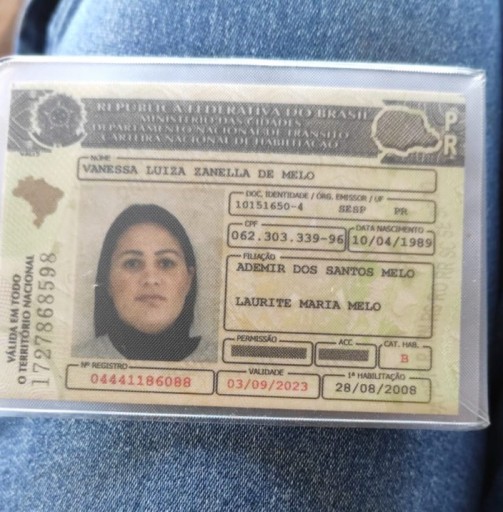 REPÚBLICA FEDERATIVA DO BRASIL
MINISTÉRIO DAS CIDADES
DEPARTAMENTO NACIONAL DE TRÂNSITO
CARTEIRA NACIONAL DE HABILITAÇÃO
PR
NOME
VANESSA LUIZA ZANELLA DE MELO
DOC. IDENTIDADE / ÓRG. EMISSOR / UF
10151650-4 SESP PR
CPF
062.303.339-96
DATA NASCIMENTO
10/04/1989
FILIAÇÃO
ADEMIR DOS SANTOS MELO
LAURITE MARIA MELO
PERMISSÃO
ACC
CAT. HAB.
B
Nº REGISTRO
04441186088
VALIDADE
03/09/2023
1ª HABILITAÇÃO
28/08/2008
VÁLIDA EM TODO
O TERRITÓRIO NACIONAL
1727868598